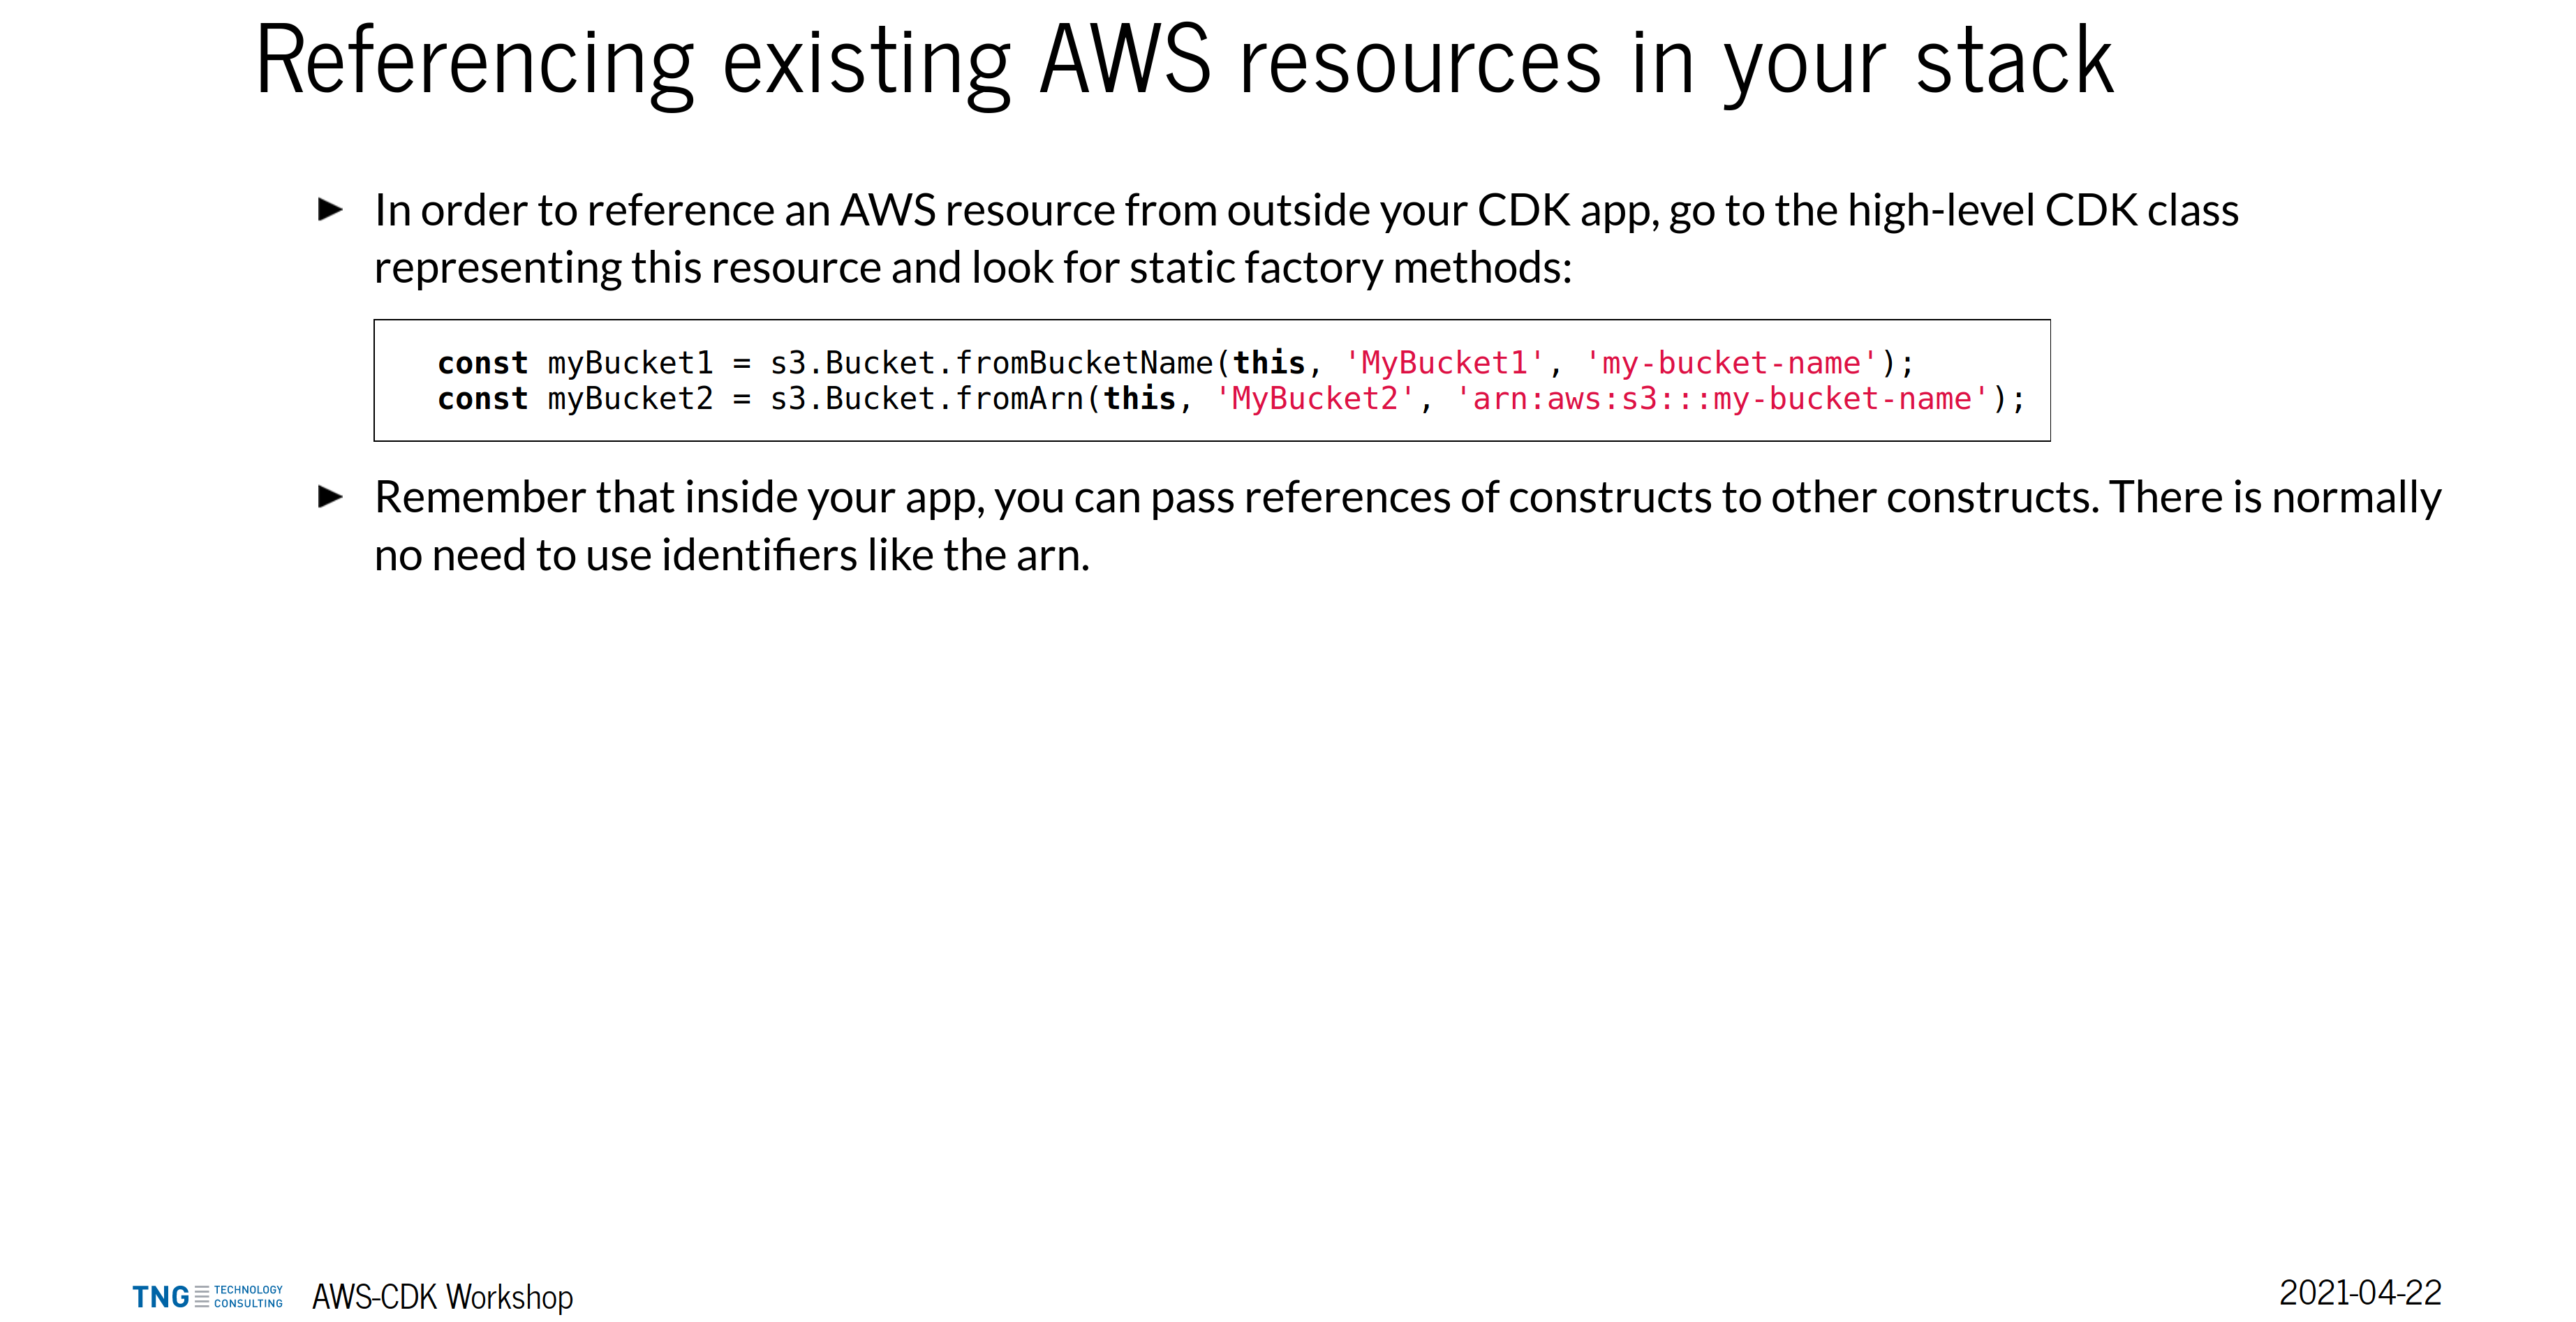 Referencing existing AWS resources in your stack
In order to reference an AWS resource from outside your CDK app, go to the high-level CDK class
representing this resource and look for static factory methods:
const myBucket1 = s3.Bucket.fromBucketName(this, 'MyBucket1', 'my-bucket-name');
const myBucket2 = s3.Bucket.fromArn(this, 'MyBucket2', 'arn:aws:s3:::my-bucket-name');
Remember that inside your app, you can pass references of constructs to other constructs. There is normally
no need to use identifiers like the arn.
TNG TECHNOLOGY
CONSULTING
AWS-CDK Workshop
2021-04-22